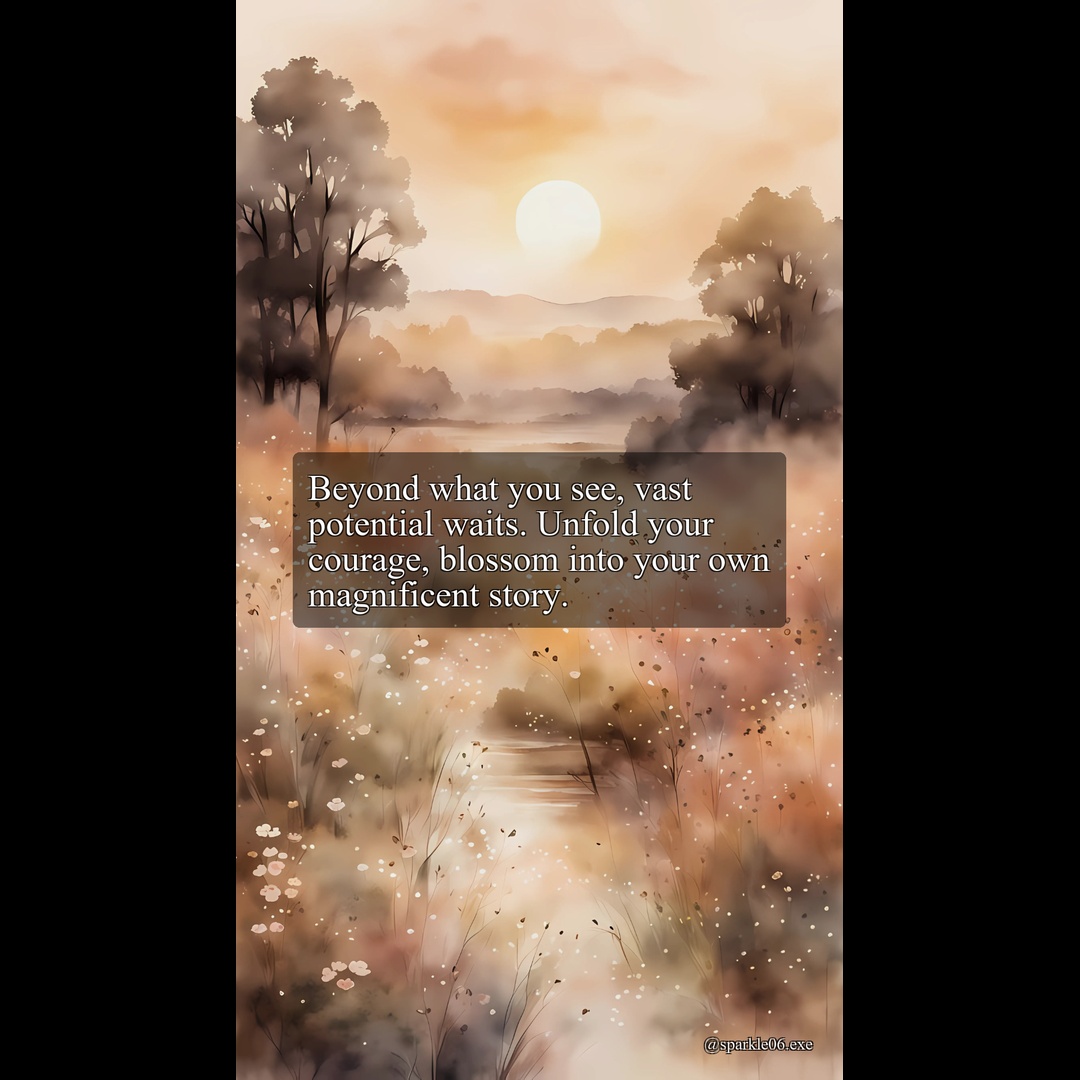 Beyond what you see, vast
potential waits. Unfold your
courage, blossom into your own
magnificent story.
@sparkle06.exe